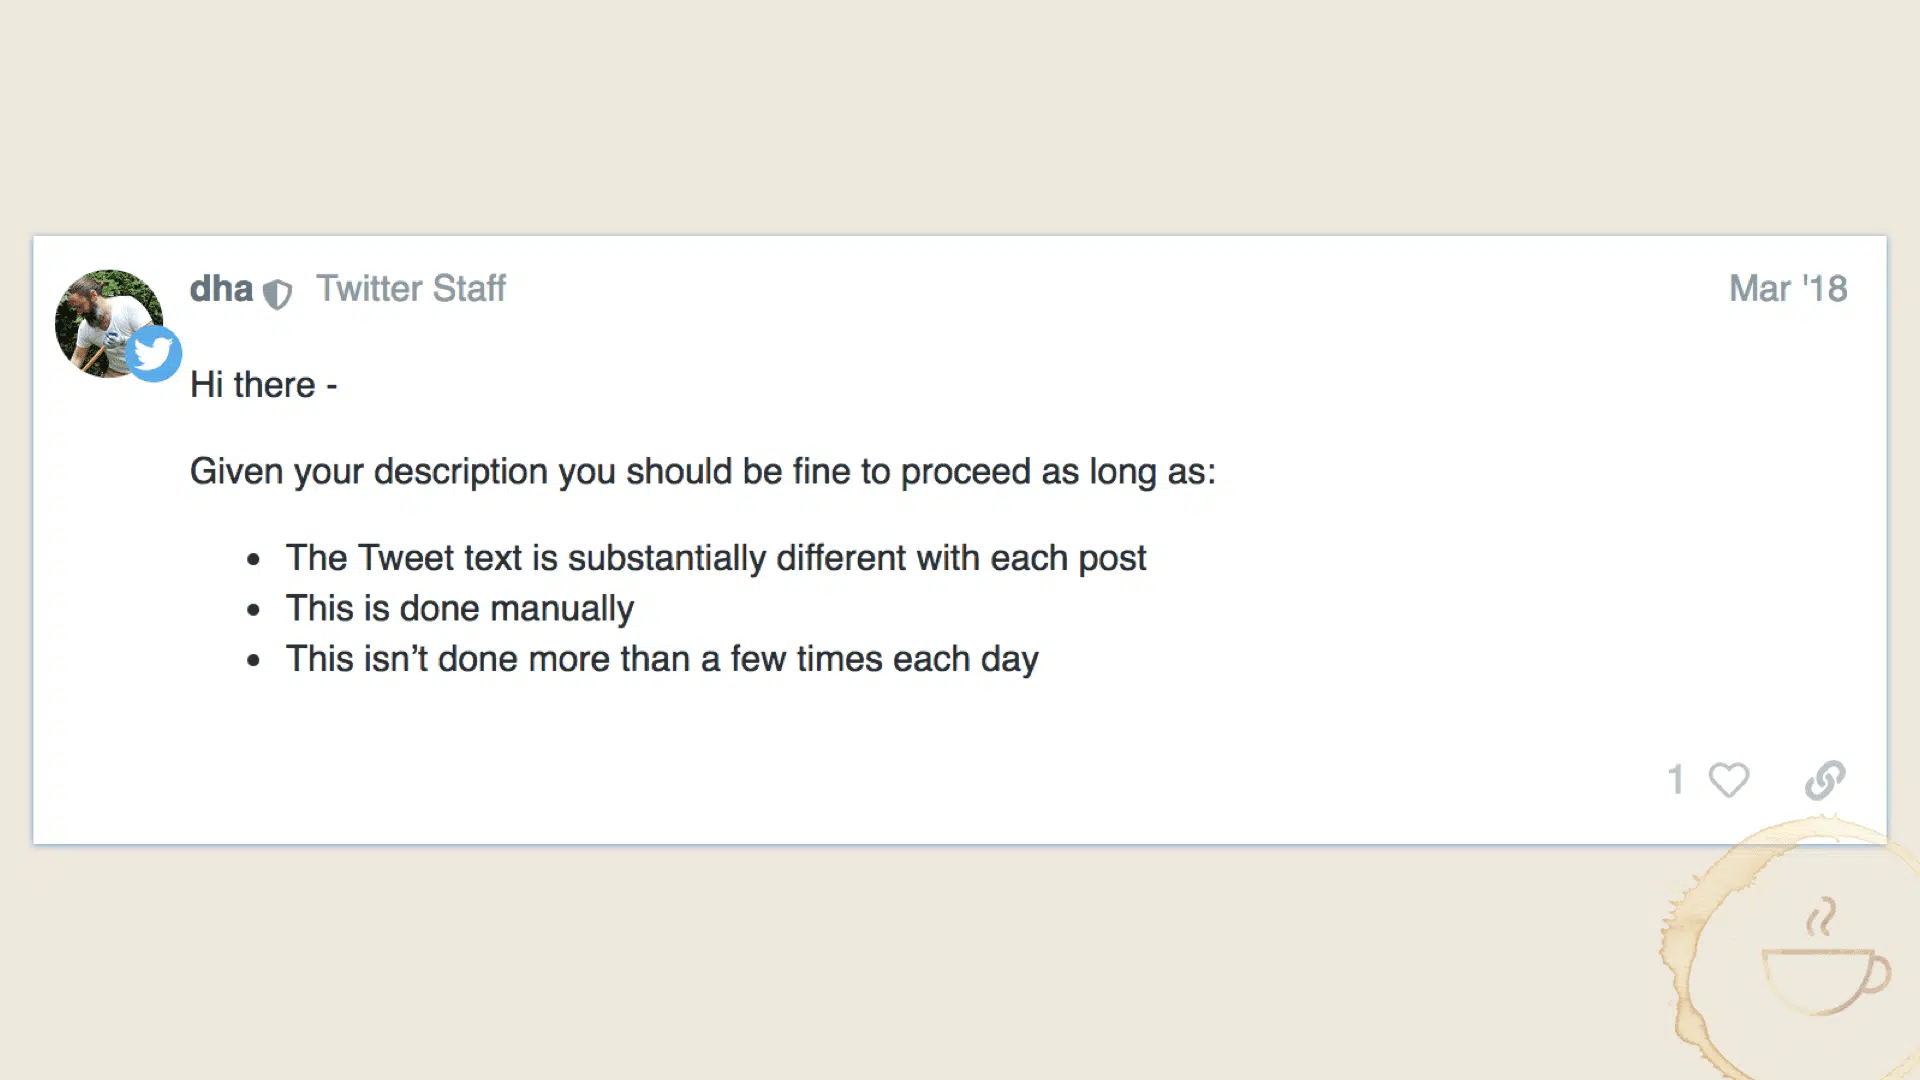 dha Twitter Staff Mar '18
Hi there -
Given your description you should be fine to proceed as long as:
• The Tweet text is substantially different with each post
• This is done manually
• This isn’t done more than a few times each day
1